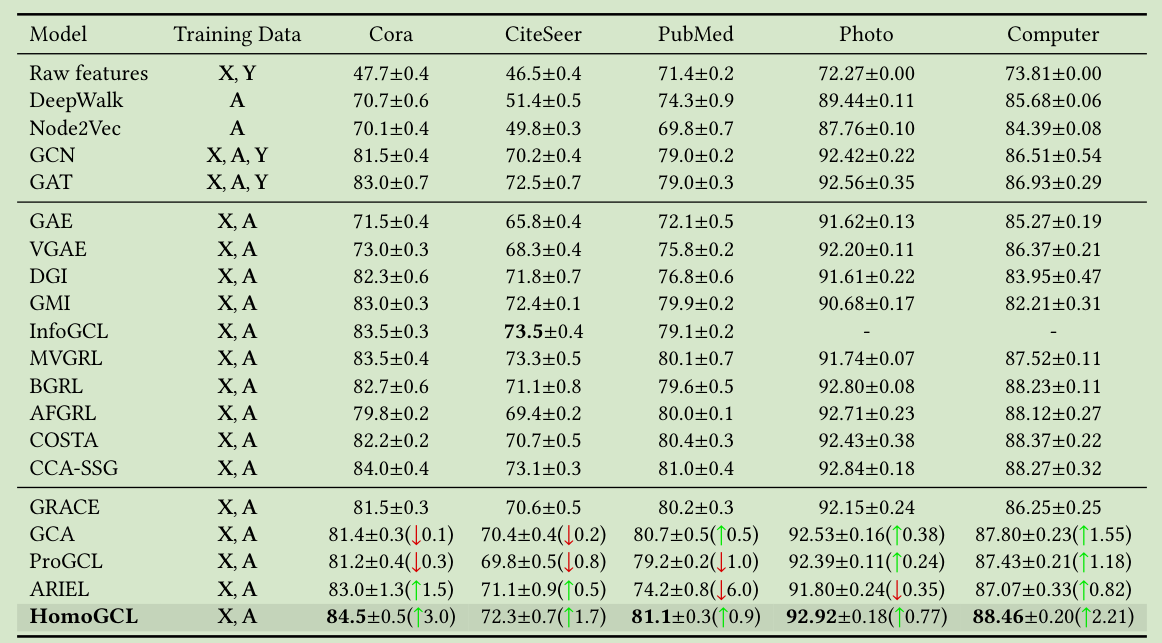 Model Training Data Cora CiteSeer PubMed Photo Computer
Raw features X, Y 47.7±0.4 46.5±0.4 71.4±0.2 72.27±0.00 73.81±0.00
DeepWalk A 70.7±0.6 51.4±0.5 74.3±0.9 89.44±0.11 85.68±0.06
Node2Vec A 70.1±0.4 49.8±0.3 69.8±0.7 87.76±0.10 84.39±0.08
GCN X, A, Y 81.5±0.4 70.2±0.4 79.0±0.2 92.42±0.22 86.51±0.54
GAT X, A, Y 83.0±0.7 72.5±0.7 79.0±0.3 92.56±0.35 86.93±0.29
GAE X, A 71.5±0.4 65.8±0.4 72.1±0.5 91.62±0.13 85.27±0.19
VGAE X, A 73.0±0.3 68.3±0.4 75.8±0.2 92.20±0.11 86.37±0.21
DGI X, A 82.3±0.6 71.8±0.7 76.8±0.6 91.61±0.22 83.95±0.47
GMI X, A 83.0±0.3 72.4±0.1 79.9±0.2 90.68±0.17 82.21±0.31
InfoGCL X, A 83.5±0.3 73.5±0.4 79.1±0.2 - -
MVGRL X, A 83.5±0.4 73.3±0.5 80.1±0.7 91.74±0.07 87.52±0.11
BGRL X, A 82.7±0.6 71.1±0.8 79.6±0.5 92.80±0.08 88.23±0.11
AFGRL X, A 79.8±0.2 69.4±0.2 80.0±0.1 92.71±0.23 88.12±0.27
COSTA X, A 82.2±0.2 70.7±0.5 80.4±0.3 92.43±0.38 88.37±0.22
CCA-SSG X, A 84.0±0.4 73.1±0.3 81.0±0.4 92.84±0.18 88.27±0.32
GRACE X, A 81.5±0.3 70.6±0.5 80.2±0.3 92.15±0.24 86.25±0.25
GCA X, A 81.4±0.3(↓0.1) 70.4±0.4(↓0.2) 80.7±0.5(↑0.5) 92.53±0.16(↑0.38) 87.80±0.23(↑1.55)
ProGCL X, A 81.2±0.4(↓0.3) 69.8±0.5(↓0.8) 79.2±0.2(↓1.0) 92.39±0.11(↑0.24) 87.43±0.21(↑1.18)
ARIEL X, A 83.0±1.3(↑1.5) 71.1±0.9(↑0.5) 74.2±0.8(↓6.0) 91.80±0.24(↓0.35) 87.07±0.33(↑0.82)
HomoGCL X, A 84.5±0.5(↑3.0) 72.3±0.7(↑1.7) 81.1±0.3(↑0.9) 92.92±0.18(↑0.77) 88.46±0.20(↑2.21)